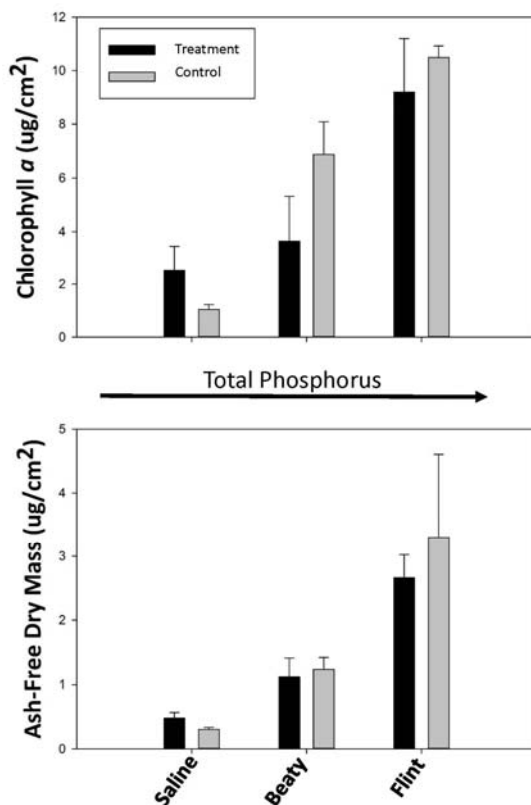 12
10
8
6
4
2
0
Chlorophyll a (ug/cm²)
Treatment
Control
Total Phosphorus
5
4
3
2
1
0
Ash-Free Dry Mass (ug/cm²)
Saline
Beaty
Flint